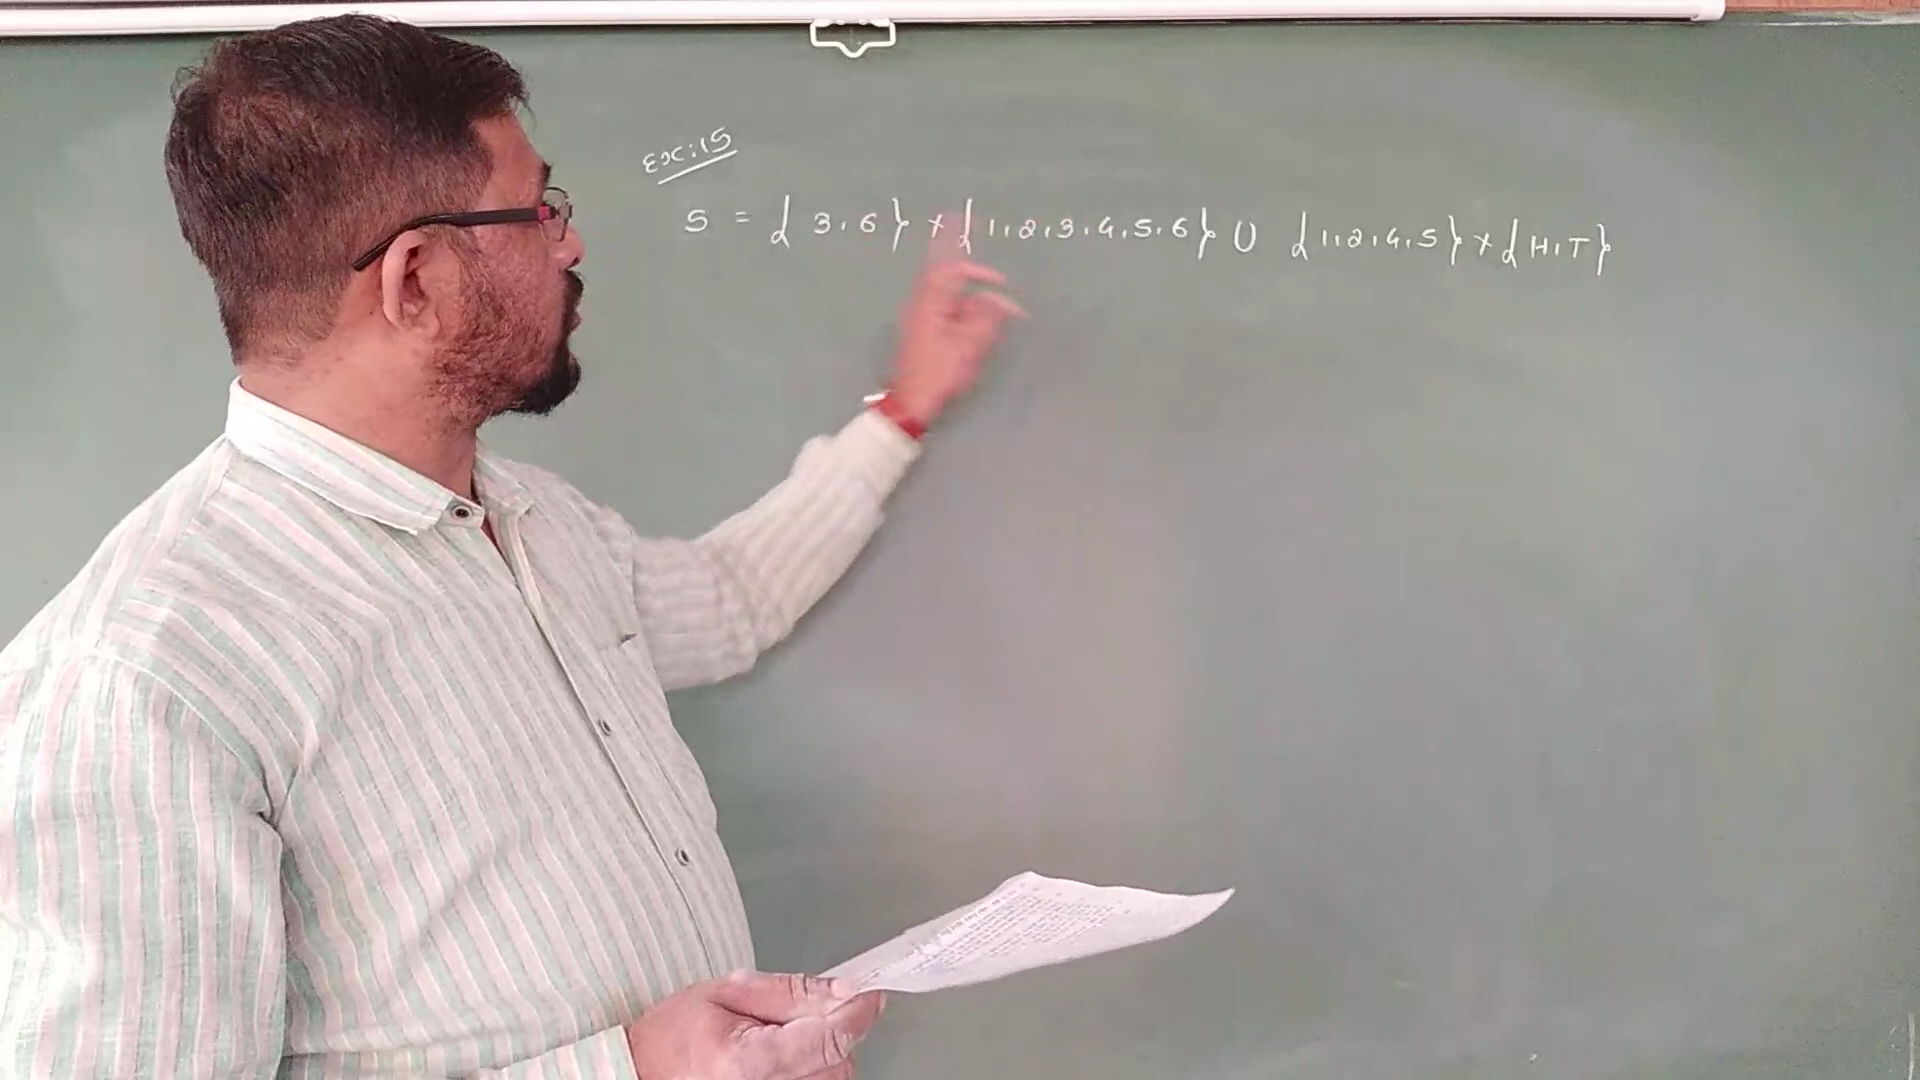 Ex:15
S = { 3, 6 } × { 1, 2, 3, 4, 5, 6 } ∪ { 1, 2, 4, 5 } × { H, T }